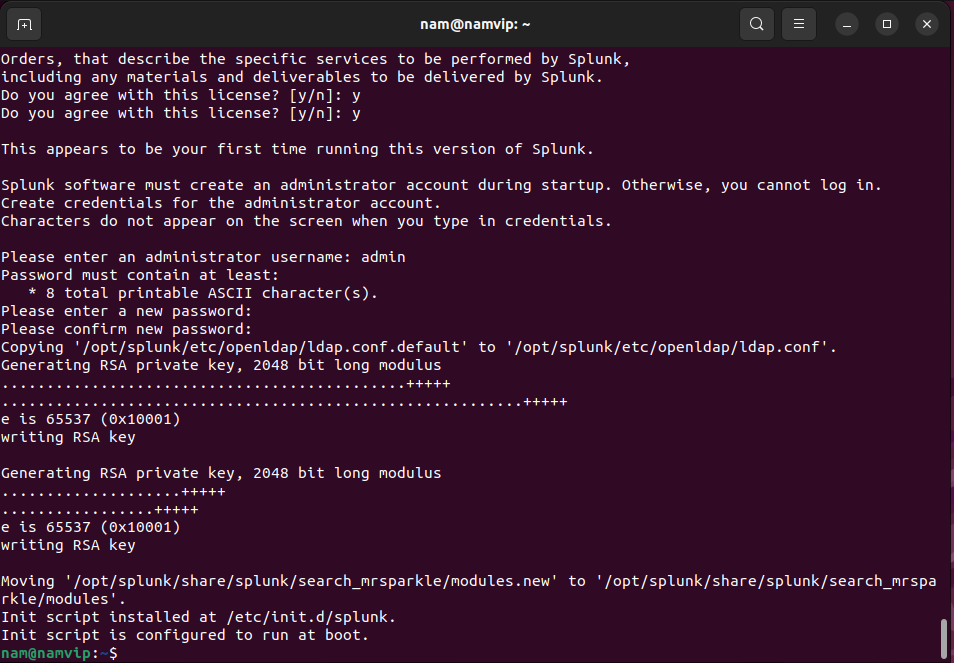 nam@namvip: ~
Orders, that describe the specific services to be performed by Splunk,
including any materials and deliverables to be delivered by Splunk.
Do you agree with this license? [y/n]: y
Do you agree with this license? [y/n]: y
This appears to be your first time running this version of Splunk.
Splunk software must create an administrator account during startup. Otherwise, you cannot log in.
Create credentials for the administrator account.
Characters do not appear on the screen when you type in credentials.
Please enter an administrator username: admin
Password must contain at least:
   * 8 total printable ASCII character(s).
Please enter a new password:
Please confirm new password:
Copying '/opt/splunk/etc/openldap/ldap.conf.default' to '/opt/splunk/etc/openldap/ldap.conf'.
Generating RSA private key, 2048 bit long modulus
.............................................+++++
..........................................................+++++
e is 65537 (0x10001)
writing RSA key
Generating RSA private key, 2048 bit long modulus
....................+++++
.................+++++
e is 65537 (0x10001)
writing RSA key
Moving '/opt/splunk/share/splunk/search_mrsparkle/modules.new' to '/opt/splunk/share/splunk/search_mrspa
rkle/modules'.
Init script installed at /etc/init.d/splunk.
Init script is configured to run at boot.
nam@namvip:~$